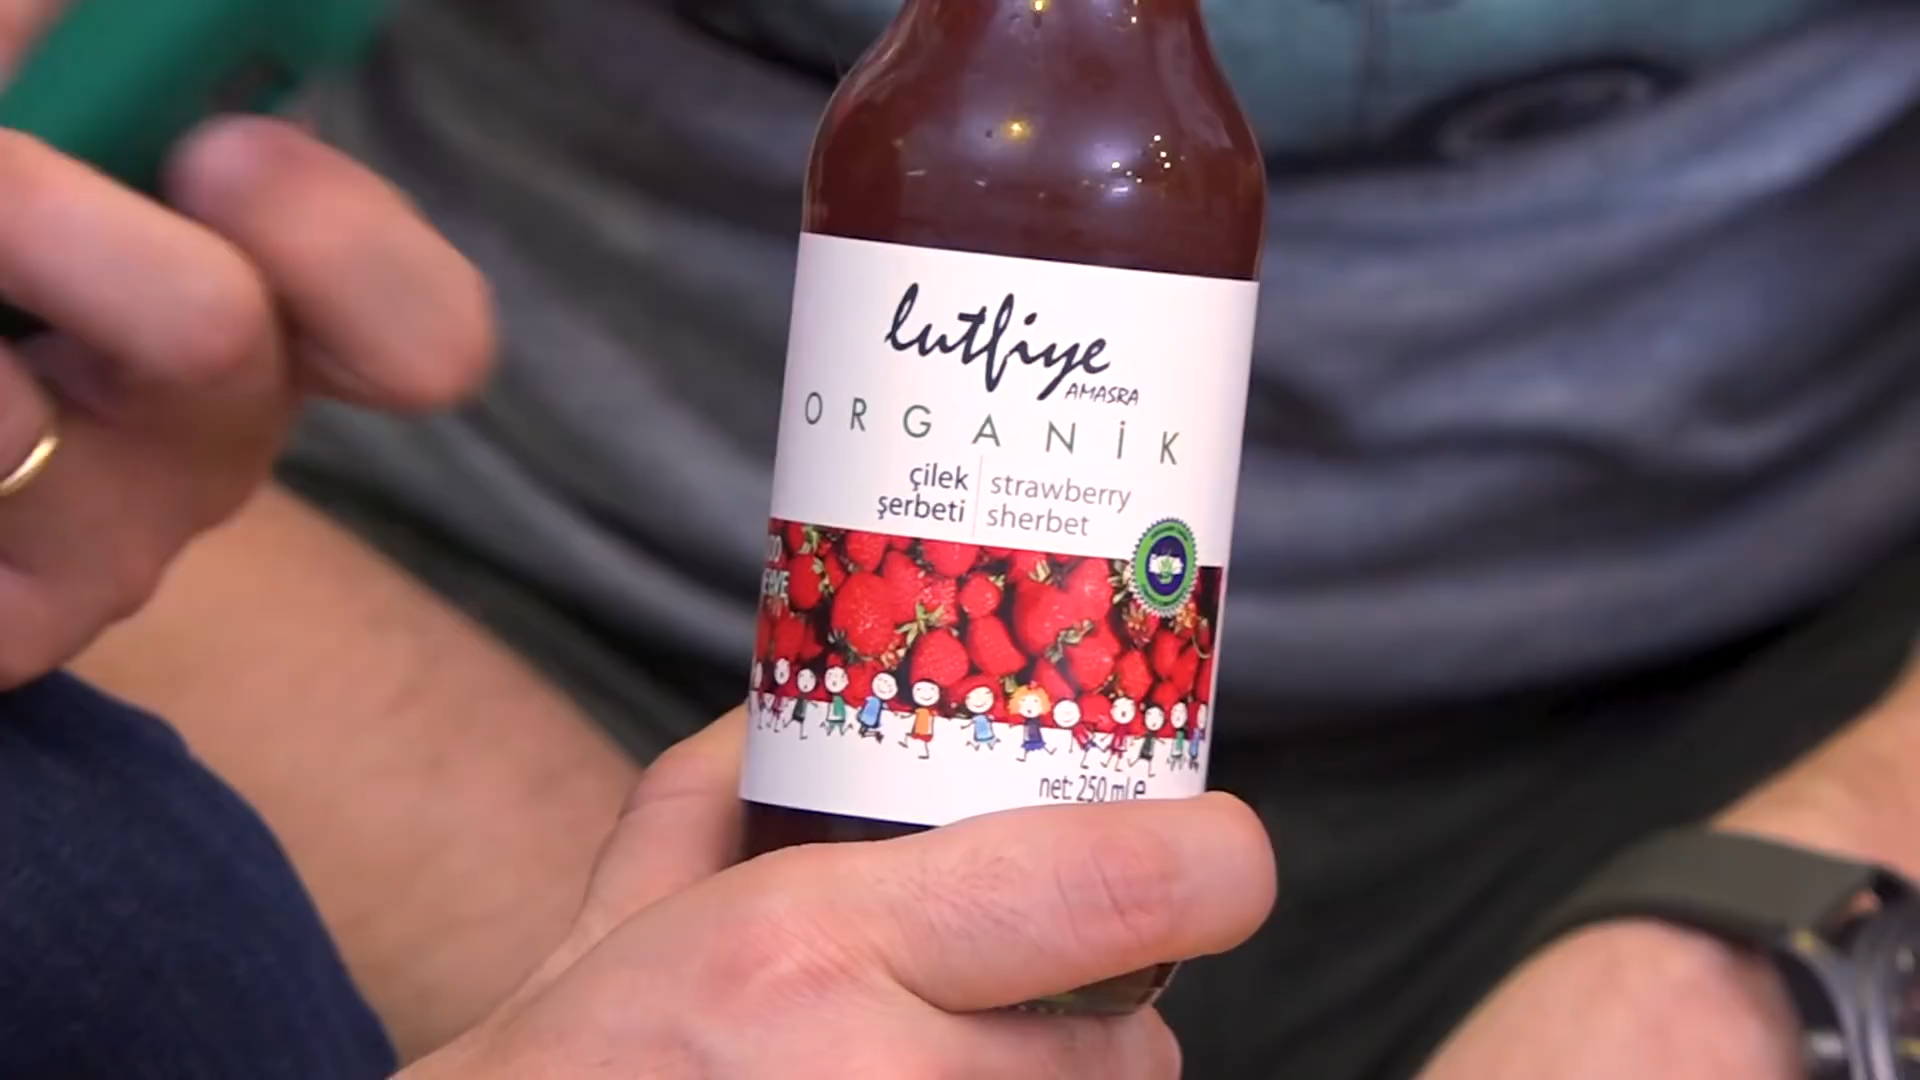 lutfiye
AMASRA
ORGANİK
çilek
şerbeti
strawberry
sherbet
net: 250 ml e